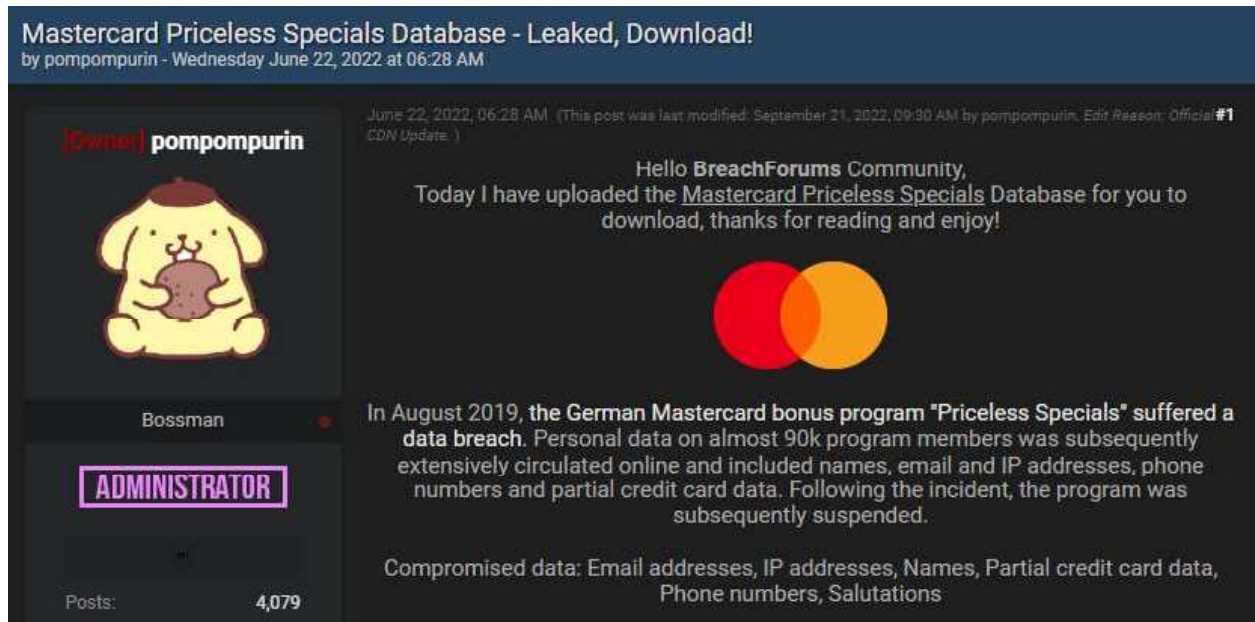 Mastercard Priceless Specials Database - Leaked, Download!
by pompompurin - Wednesday June 22, 2022 at 06:28 AM
June 22, 2022, 06:28 AM (This post was last modified: September 21, 2022, 09:30 AM by pompompurin. Edit Reason: Official #1
CDN Update. )
[Owner] pompompurin
Hello BreachForums Community,
Today I have uploaded the Mastercard Priceless Specials Database for you to
download, thanks for reading and enjoy!
Bossman
ADMINISTRATOR
Posts: 4,079
In August 2019, the German Mastercard bonus program "Priceless Specials" suffered a
data breach. Personal data on almost 90k program members was subsequently
extensively circulated online and included names, email and IP addresses, phone
numbers and partial credit card data. Following the incident, the program was
subsequently suspended.
Compromised data: Email addresses, IP addresses, Names, Partial credit card data,
Phone numbers, Salutations